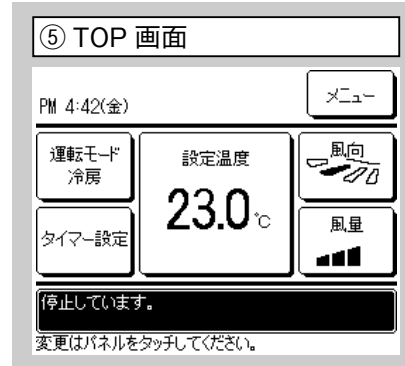 ⑤ TOP 画面
PM 4:42(金)
メニュー
運転モード
冷房
設定温度
23.0℃
風向
タイマー設定
風量
停止しています。
変更はパネルをタッチしてください。